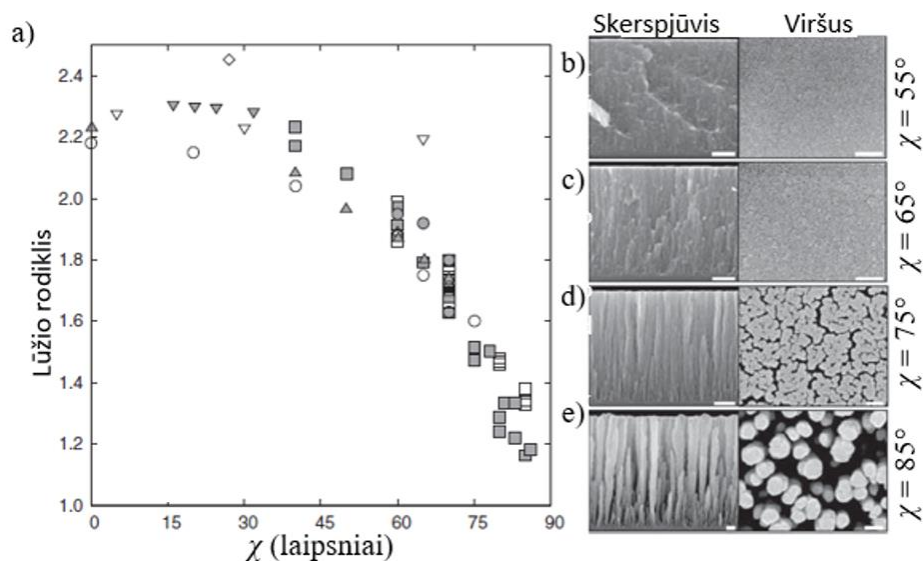 a)
Lūžio rodiklis
2.4
2.2
2.0
1.8
1.6
1.4
1.2
1.0
0 15 30 45 60 75 90
χ (laipsniai)
Skerspjūvis Viršus
b) χ = 55°
c) χ = 65°
d) χ = 75°
e) χ = 85°